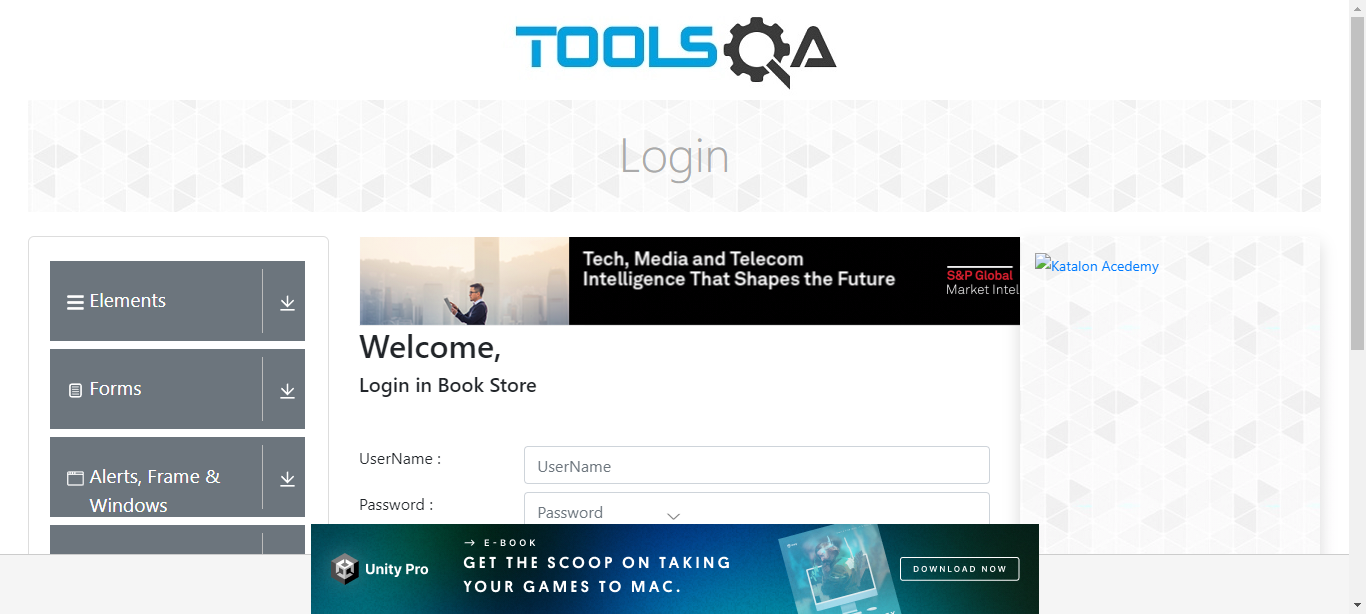 TOOLSQA
Login
Elements
Forms
Alerts, Frame &
Windows
Tech, Media and Telecom
Intelligence That Shapes the Future
S&P Global
Market Intel
Katalon Acedemy
Welcome,
Login in Book Store
UserName :
UserName
Password :
Password
Unity Pro
→ E-BOOK
GET THE SCOOP ON TAKING
YOUR GAMES TO MAC.
DOWNLOAD NOW